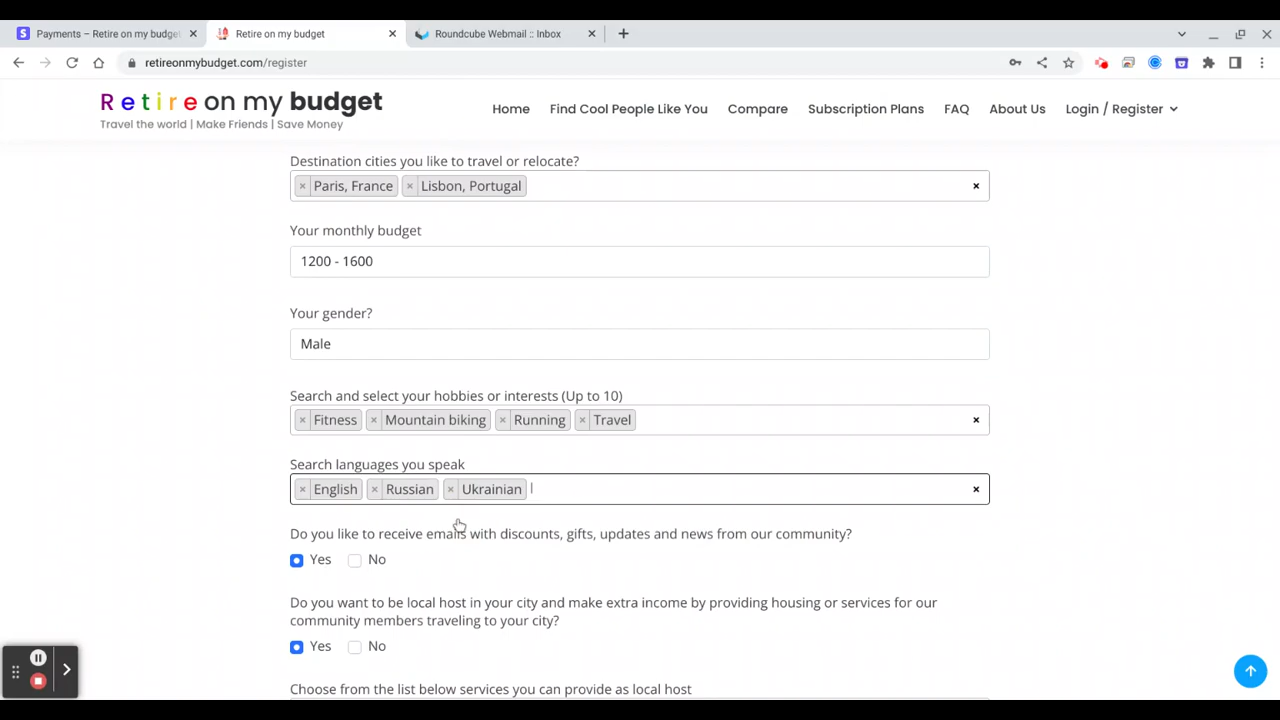 Payments – Retire on my budget
Retire on my budget
Roundcube Webmail :: Inbox
retireonmybudget.com/register
Retire on my budget
Travel the world | Make Friends | Save Money
Home
Find Cool People Like You
Compare
Subscription Plans
FAQ
About Us
Login / Register
Destination cities you like to travel or relocate?
× Paris, France × Lisbon, Portugal ×
Your monthly budget
1200 - 1600
Your gender?
Male
Search and select your hobbies or interests (Up to 10)
× Fitness × Mountain biking × Running × Travel ×
Search languages you speak
× English × Russian × Ukrainian ×
Do you like to receive emails with discounts, gifts, updates and news from our community?
Yes No
Do you want to be local host in your city and make extra income by providing housing or services for our
community members traveling to your city?
Yes No
Choose from the list below services you can provide as local host